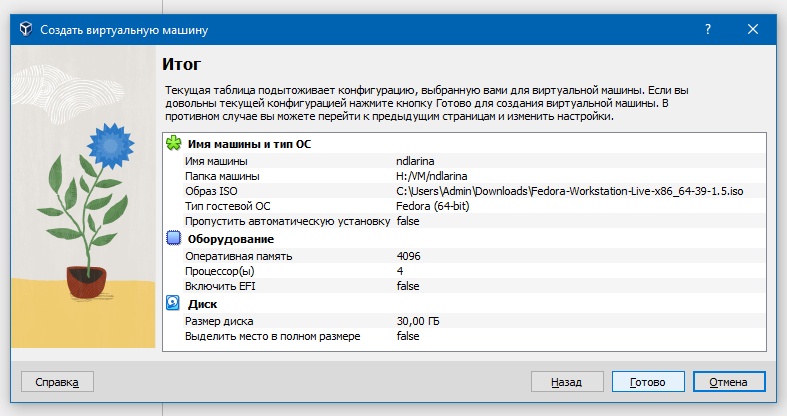 Создать виртуальную машину
Итог
Текущая таблица подытоживает конфигурацию, выбранную вами для виртуальной машины. Если вы
довольны текущей конфигурацией нажмите кнопку Готово для создания виртуальной машины. В
противном случае вы можете перейти к предыдущим страницам и изменить настройки.
Имя машины и тип ОС
Имя машины ndlarina
Папка машины H:/VM/ndlarina
Образ ISO C:\Users\Admin\Downloads\Fedora-Workstation-Live-x86_64-39-1.5.iso
Тип гостевой ОС Fedora (64-bit)
Пропустить автоматическую установку false
Оборудование
Оперативная память 4096
Процессор(ы) 4
Включить EFI false
Диск
Размер диска 30,00 ГБ
Выделить место в полном размере false
Справка Назад Готово Отмена